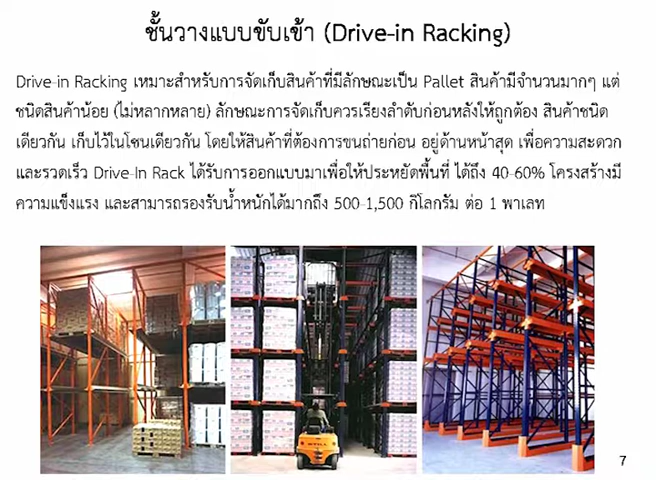 ชั้นวางแบบขับเข้า (Drive-in Racking)
Drive-in Racking เหมาะสำหรับการจัดเก็บสินค้าที่มีลักษณะเป็น Pallet สินค้ามีจำนวนมากๆ แต่
ชนิดสินค้าน้อย (ไม่หลากหลาย) ลักษณะการจัดเก็บควรเรียงลำดับก่อนหลังให้ถูกต้อง สินค้าชนิด
เดียวกัน เก็บไว้ในโซนเดียวกัน โดยให้สินค้าที่ต้องการขนถ่ายก่อน อยู่ด้านหน้าสุด เพื่อความสะดวก
และรวดเร็ว Drive-In Rack ได้รับการออกแบบมาเพื่อให้ประหยัดพื้นที่ ได้ถึง 40-60% โครงสร้างมี
ความแข็งแรง และสามารถรองรับน้ำหนักได้มากถึง 500-1,500 กิโลกรัม ต่อ 1 พาเลท
STILL
7